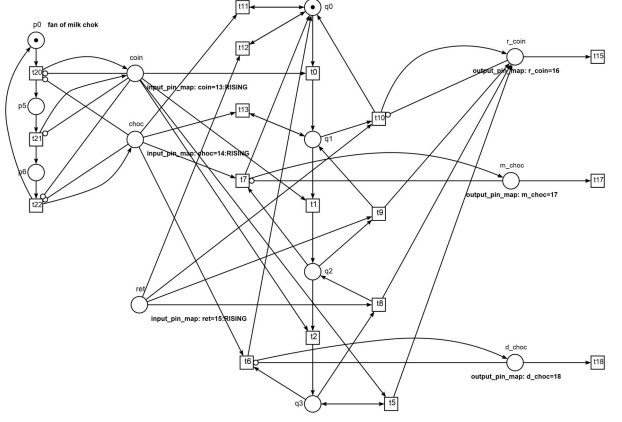 t11
q0
p0 fan of milk chok
t12
r_coin
coin
t15
t20
t0
output_pin_map: r_coin=16
input_pin_map: coin=13:RISING
p5
t13
choc
t10
t21
q1
input_pin_map: choc=14:RISING
m_choc
p6
t7
t17
output_pin_map: m_choc=17
t22
t1
t9
q2
ret
t8
input_pin_map: ret=15:RISING
t2
d_choc
t6
t18
output_pin_map: d_choc=18
q3
t5